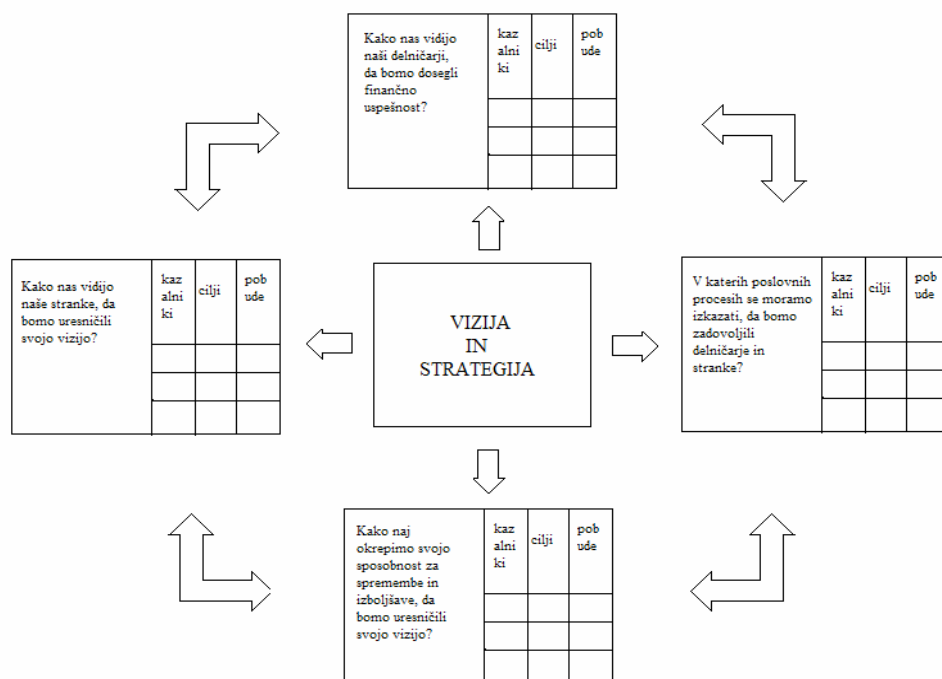 Kako nas vidijo
naši delničarji,
da bomo dosegli
finančno
uspešnost?
kaz
alni
ki
cilji
pob
ude
Kako nas vidijo
naše stranke, da
bomo uresničili
svojo vizijo?
kaz
alni
ki
cilji
pob
ude
VIZIJA
IN
STRATEGIJA
V katerih poslovnih
procesih se moramo
izkazati, da bomo
zadovoljili
delničarje in
stranke?
kaz
alni
ki
cilji
pob
ude
Kako naj
okrepimo svojo
sposobnost za
spremembe in
izboljšave, da
bomo uresničili
svojo vizijo?
kaz
alni
ki
cilji
pob
ude